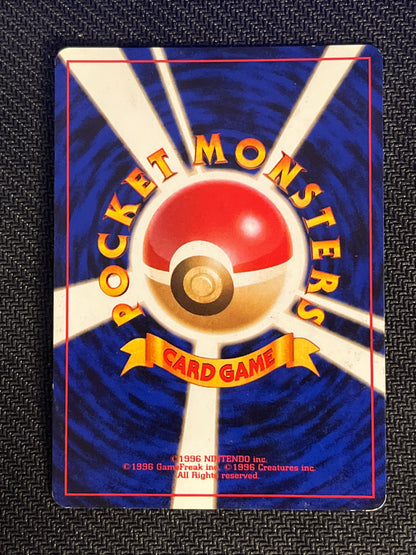 POCKET MONSTERS
CARD GAME
©1996 NINTENDO inc.
©1996 GameFreak inc. ©1996 Creatures inc.
All Rights reserved.